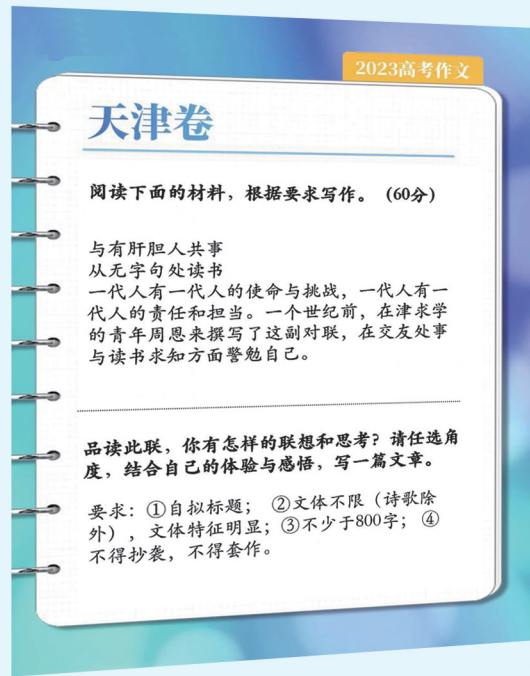 2023高考作文
天津卷
阅读下面的材料，根据要求写作。（60分）
与有肝胆人共事
从无字句处读书
一代人有一代人的使命与挑战，一代人有一
代人的责任和担当。一个世纪前，在津求学
的青年周恩来撰写了这副对联，在交友处事
与读书求知方面警勉自己。
品读此联，你有怎样的联想和思考？请任选角
度，结合自己的体验与感悟，写一篇文章。
要求：①自拟标题； ②文体不限（诗歌除
外），文体特征明显；③不少于800字；④
不得抄袭，不得套作。